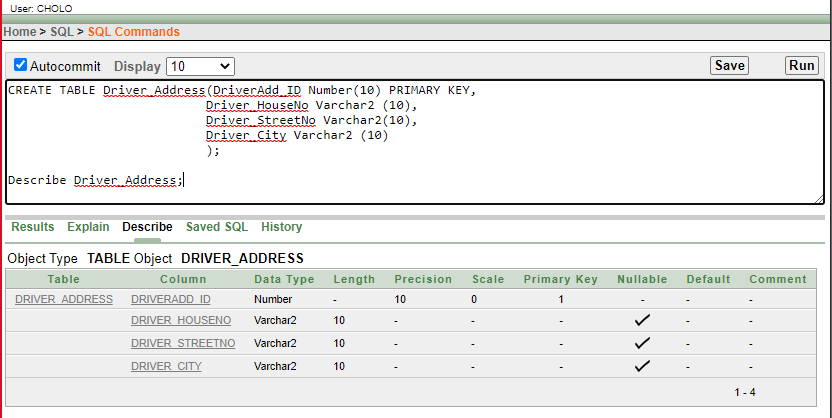 User: CHOLO
Home > SQL > SQL Commands
Autocommit Display 10 Save Run
CREATE TABLE Driver_Address(DriverAdd_ID Number(10) PRIMARY KEY,
Driver_HouseNo Varchar2 (10),
Driver_StreetNo Varchar2(10),
Driver_City Varchar2 (10)
);
Describe Driver_Address;
Results Explain Describe Saved SQL History
Object Type TABLE Object DRIVER_ADDRESS
Table Column Data Type Length Precision Scale Primary Key Nullable Default Comment
DRIVER_ADDRESS DRIVERADD_ID Number - 10 0 1 - - -
DRIVER_HOUSENO Varchar2 10 - - - ✓ - -
DRIVER_STREETNO Varchar2 10 - - - ✓ - -
DRIVER_CITY Varchar2 10 - - - ✓ - -
1 - 4